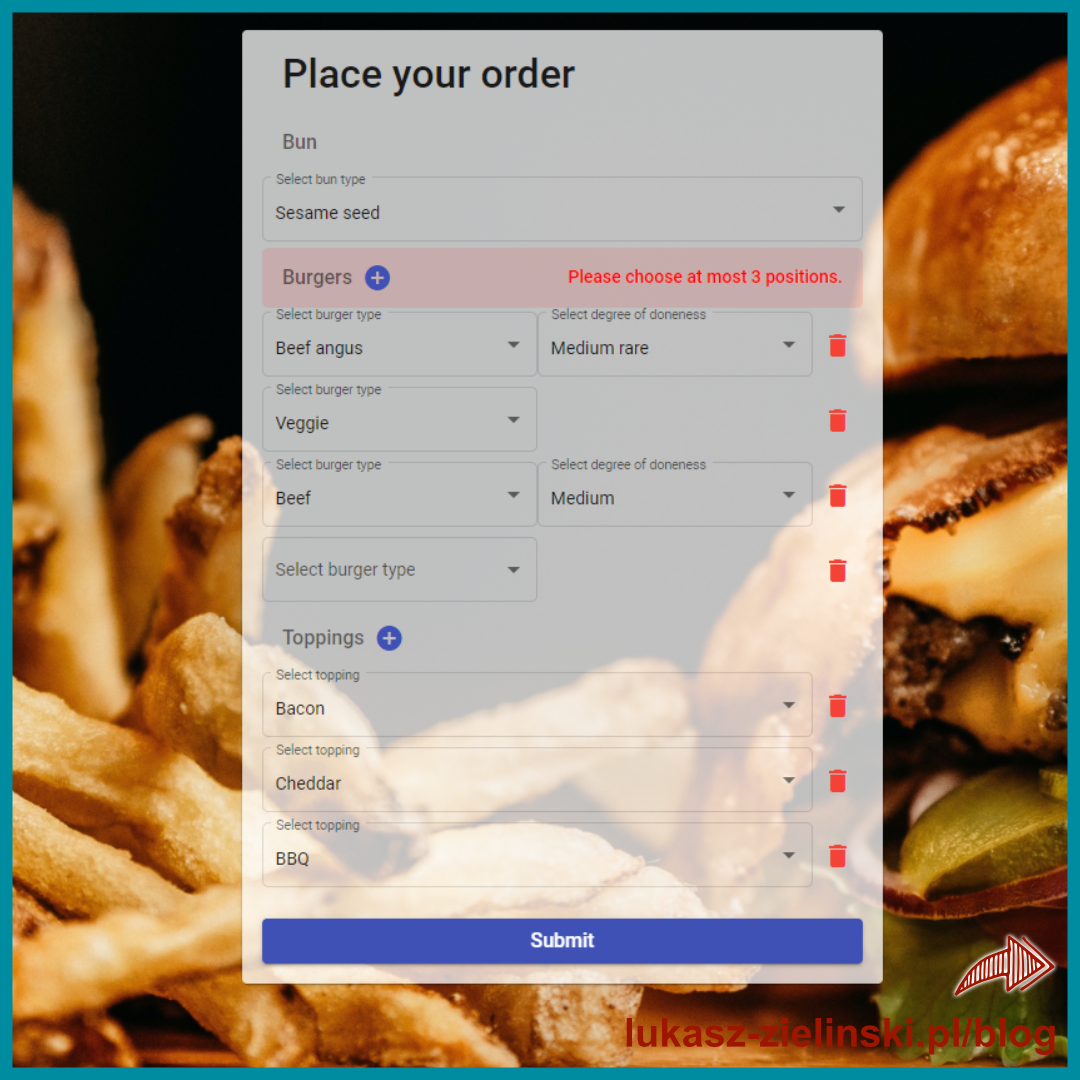 Place your order
Bun
Select bun type
Sesame seed
Burgers
Please choose at most 3 positions.
Select burger type
Select degree of doneness
Beef angus
Medium rare
Select burger type
Veggie
Select burger type
Select degree of doneness
Beef
Medium
Select burger type
Toppings
Select topping
Bacon
Select topping
Cheddar
Select topping
BBQ
Submit
lukasz-zielinski.pl/blog